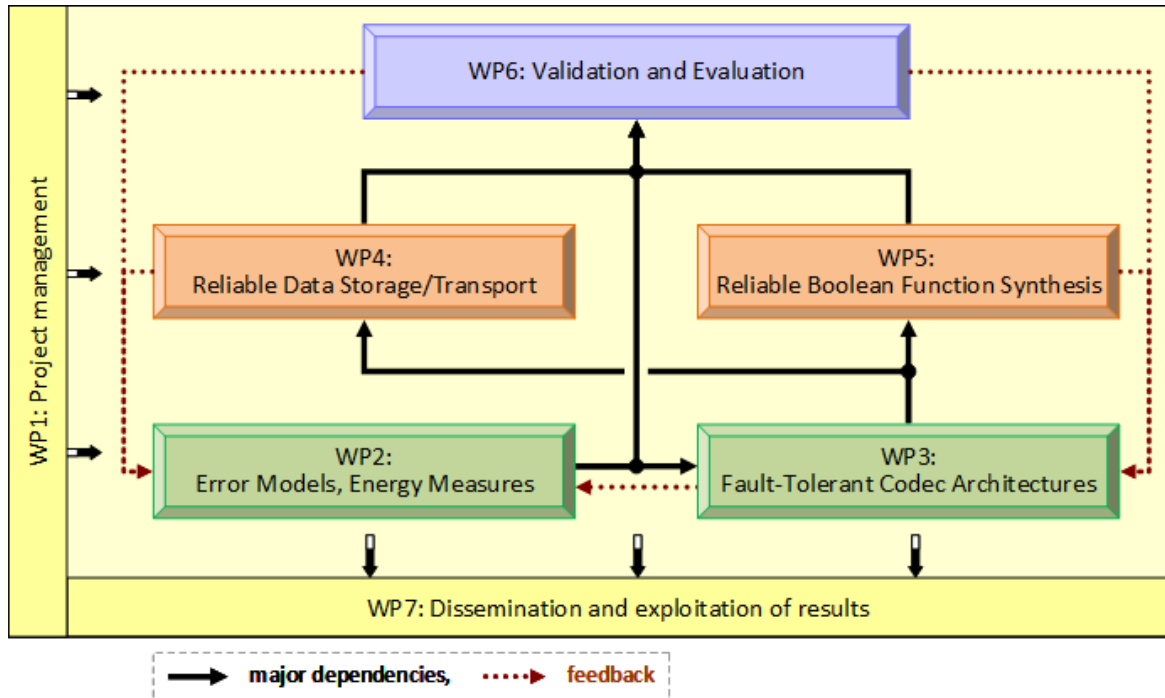 WP1: Project management
WP6: Validation and Evaluation
WP4:
Reliable Data Storage/Transport
WP5:
Reliable Boolean Function Synthesis
WP2:
Error Models, Energy Measures
WP3:
Fault-Tolerant Codec Architectures
WP7: Dissemination and exploitation of results
major dependencies, feedback